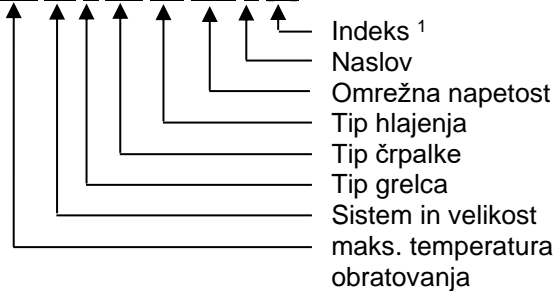 Indeks ¹
Naslov
Omrežna napetost
Tip hlajenja
Tip črpalke
Tip grelca
Sistem in velikost
maks. temperatura
obratovanja